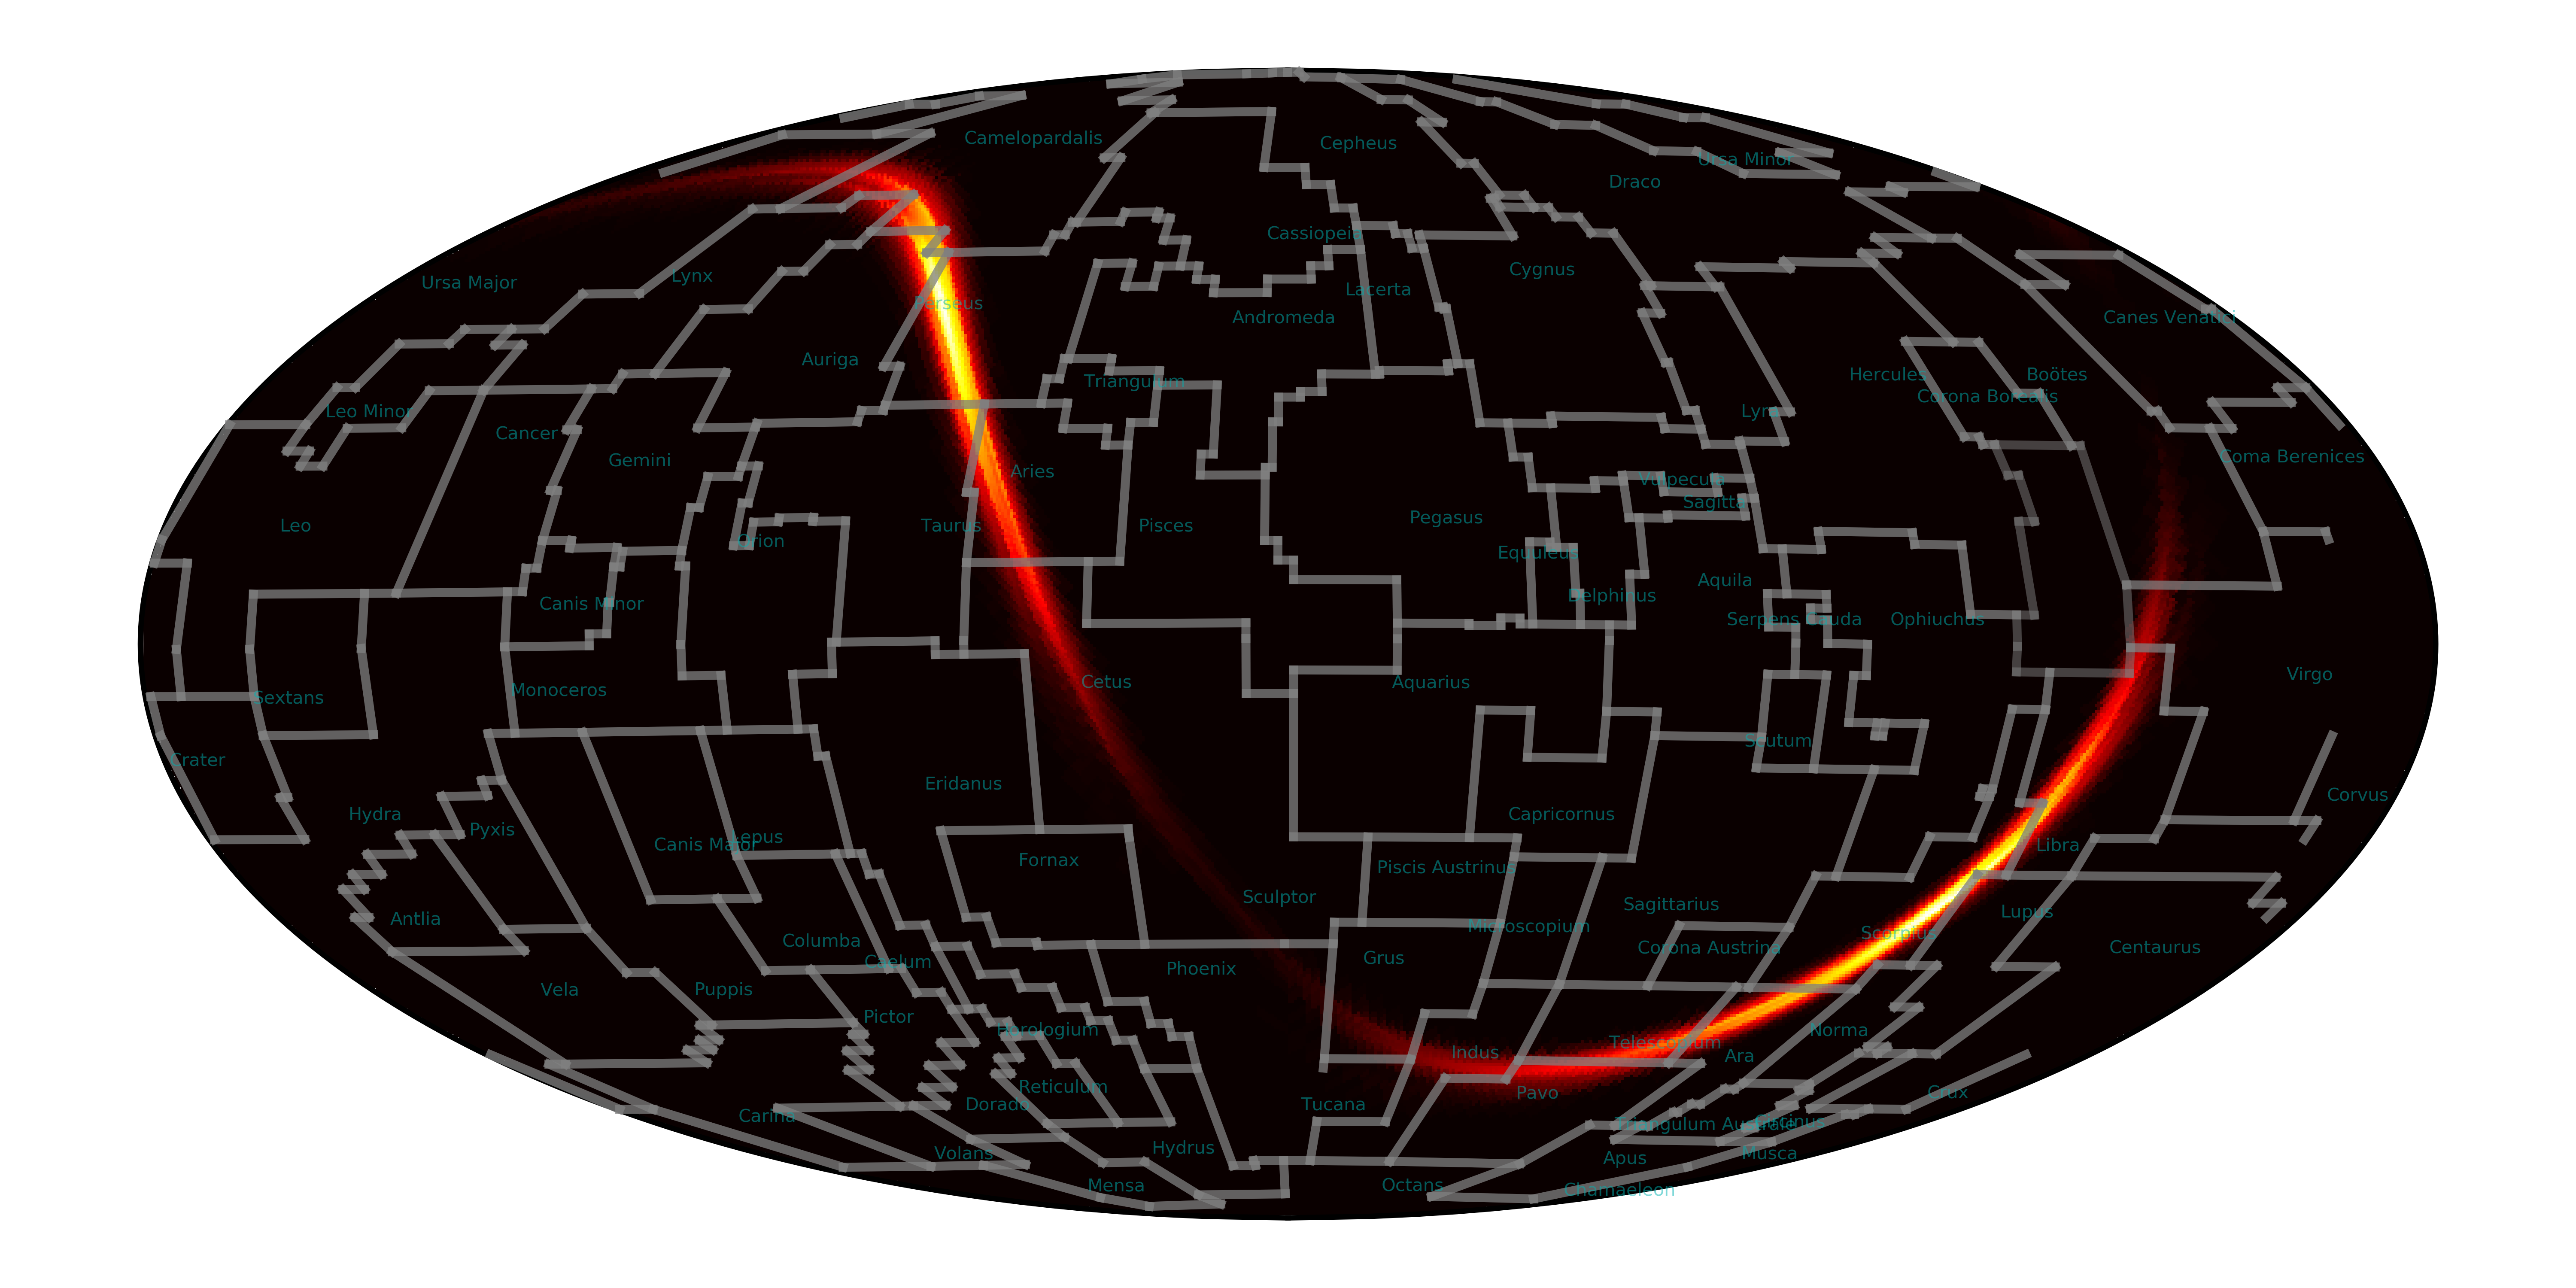 Camelopardalis
Cepheus
Ursa Minor
Draco
Cassiopeia
Cygnus
Ursa Major
Lynx
Lacerta
Perseus
Andromeda
Canes Venatici
Auriga
Triangulum
Hercules
Boötes
Corona Borealis
Leo Minor
Lyra
Cancer
Gemini
Coma Berenices
Aries
Vulpecula
Sagitta
Leo
Taurus
Pisces
Pegasus
Orion
Equuleus
Aquila
Canis Minor
Delphinus
Serpens Cauda
Ophiuchus
Virgo
Cetus
Aquarius
Monoceros
Sextans
Scutum
Crater
Eridanus
Corvus
Hydra
Capricornus
Pyxis
Lepus
Canis Major
Libra
Fornax
Piscis Austrinus
Sculptor
Sagittarius
Lupus
Antlia
Microscopium
Scorpius
Columba
Corona Austrina
Centaurus
Grus
Caelum
Phoenix
Vela
Puppis
Pictor
Horologium
Norma
Telescopium
Indus
Ara
Reticulum
Pavo
Crux
Dorado
Tucana
Carina
Triangulum Australe
Circinus
Hydrus
Volans
Musca
Apus
Mensa
Octans
Chamaeleon